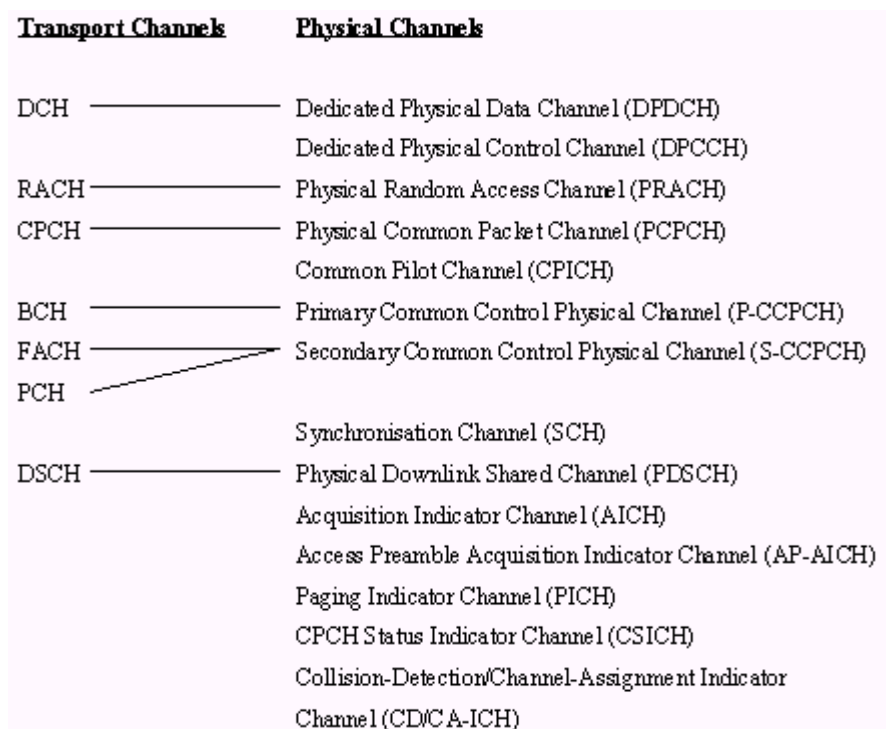 Transport Channels Physical Channels
DCH Dedicated Physical Data Channel (DPDCH)
Dedicated Physical Control Channel (DPCCH)
RACH Physical Random Access Channel (PRACH)
CPCH Physical Common Packet Channel (PCPCH)
Common Pilot Channel (CPICH)
BCH Primary Common Control Physical Channel (P-CCPCH)
FACH Secondary Common Control Physical Channel (S-CCPCH)
PCH
Synchronisation Channel (SCH)
DSCH Physical Downlink Shared Channel (PDSCH)
Acquisition Indicator Channel (AICH)
Access Preamble Acquisition Indicator Channel (AP-AICH)
Paging Indicator Channel (PICH)
CPCH Status Indicator Channel (CSICH)
Collision-Detection/Channel-Assignment Indicator
Channel (CD/CA-ICH)